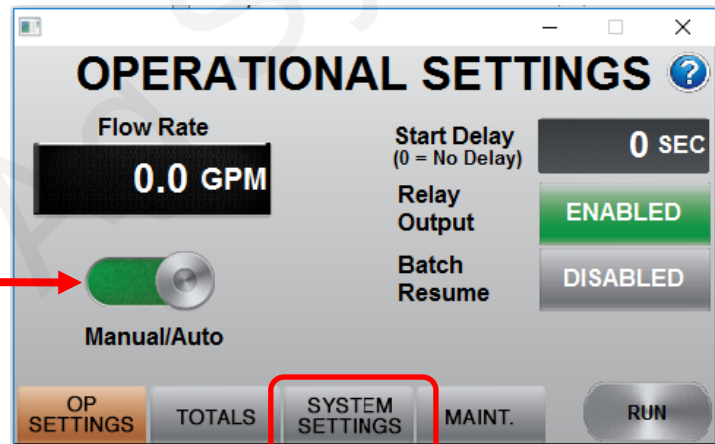 OPERATIONAL SETTINGS ?
Flow Rate
0.0 GPM
Manual/Auto
Start Delay
(0 = No Delay)
0 SEC
Relay
Output
ENABLED
Batch
Resume
DISABLED
OP
SETTINGS
TOTALS
SYSTEM
SETTINGS
MAINT.
RUN